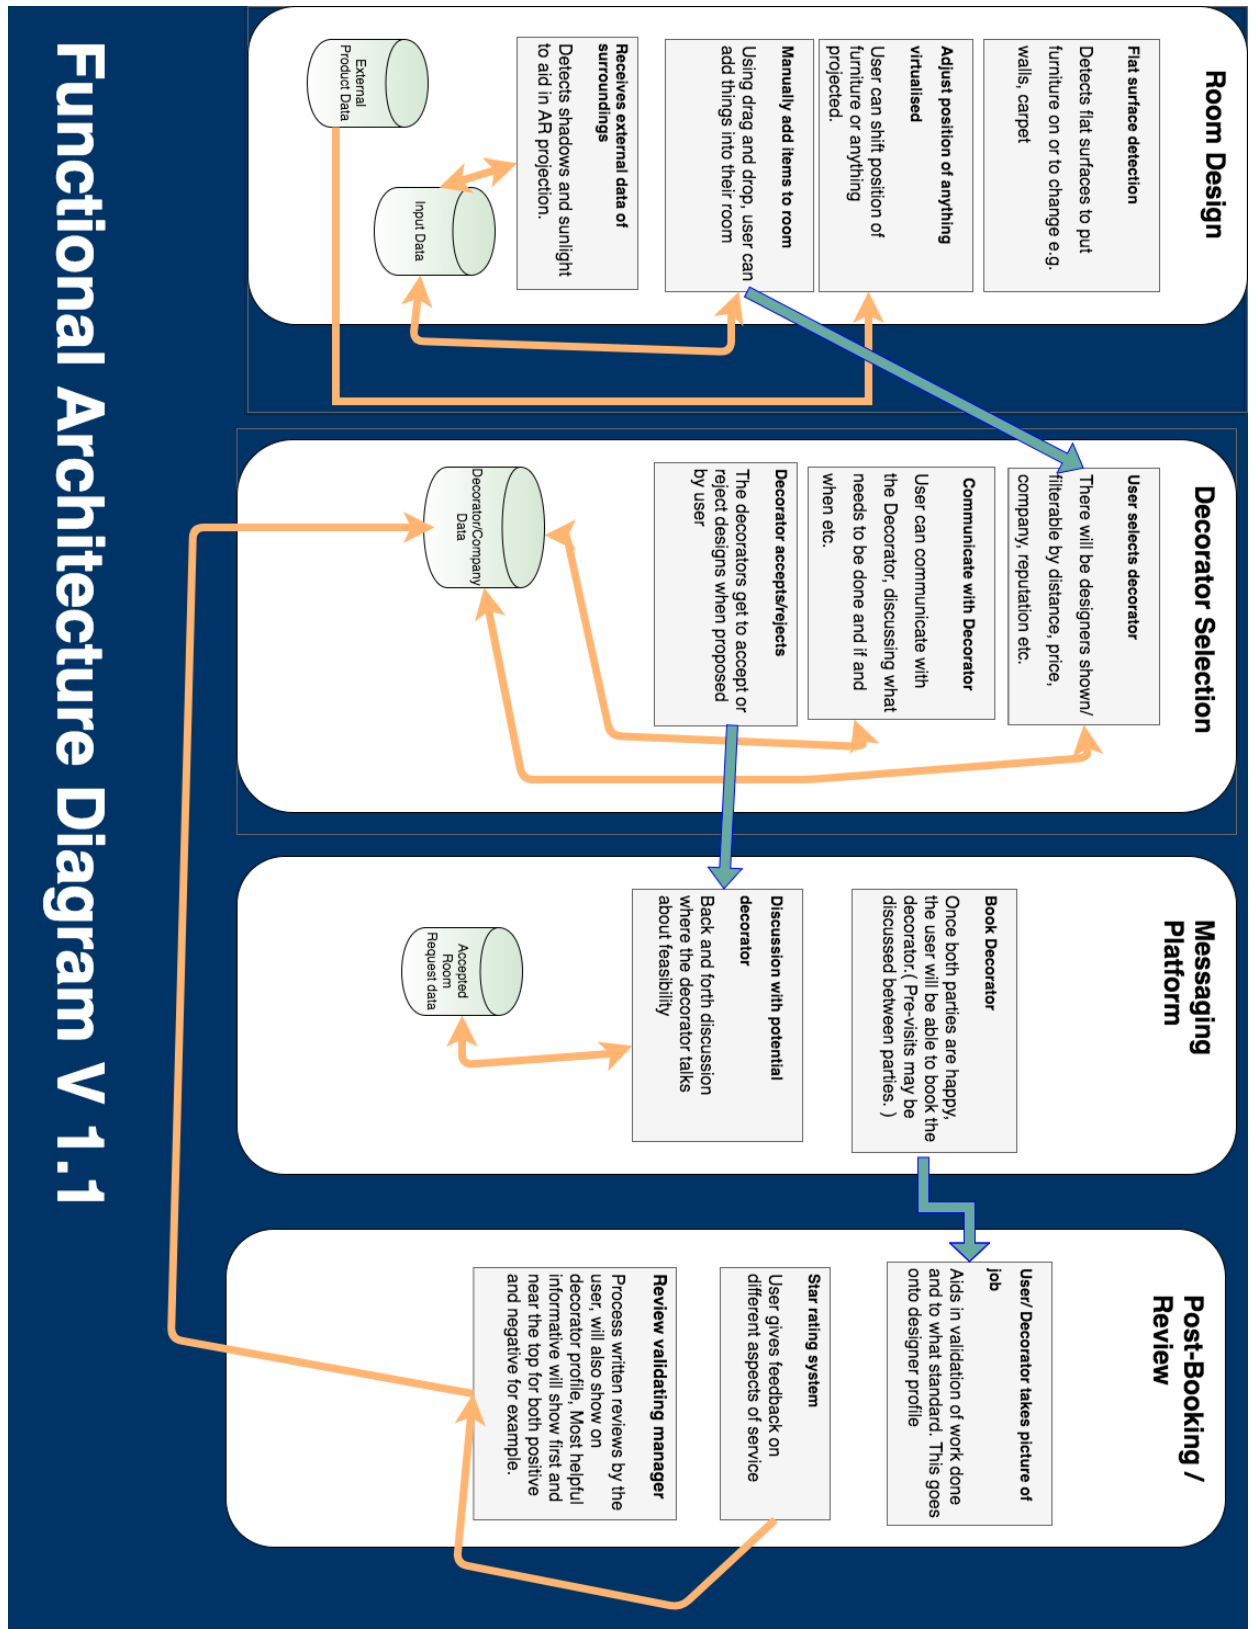 Room Design
Flat surface detection
Detects flat surfaces to put
furniture on or to change e.g.
walls, carpet
Adjust position of anything
virtualised
User can shift position of
furniture or anything
projected.
Manually add items to room
Using drag and drop, user can
add things into their room
Receives external data of
surroundings
Detects shadows and sunlight
to aid in AR projection.
Input Data
External
Product Data
Decorator Selection
User selects decorator
There will be designers shown/
filterable by distance, price,
company, reputation etc.
Communicate with Decorator
User can communicate with
the Decorator, discussing what
needs to be done and if and
when etc.
Decorator accepts/rejects
The decorators get to accept or
reject designs when proposed
by user
Decorator/Company
Data
Messaging
Platform
Book Decorator
Once both parties are happy,
the user will be able to book the
decorator.( Pre-visits may be
discussed between parties. )
Discussion with potential
decorator
Back and forth discussion
where the decorator talks
about feasibility
Accepted
Room
Request data
Post-Booking /
Review
User/ Decorator takes picture of
job
Aids in validation of work done
and to what standard. This goes
onto designer profile
Star rating system
User gives feedback on
different aspects of service
Review validating manager
Process written reviews by the
user, will also show on
decorator profile, Most helpful
informative will show first and
near the top for both positive
and negative for example.
Functional Architecture Diagram V 1.1